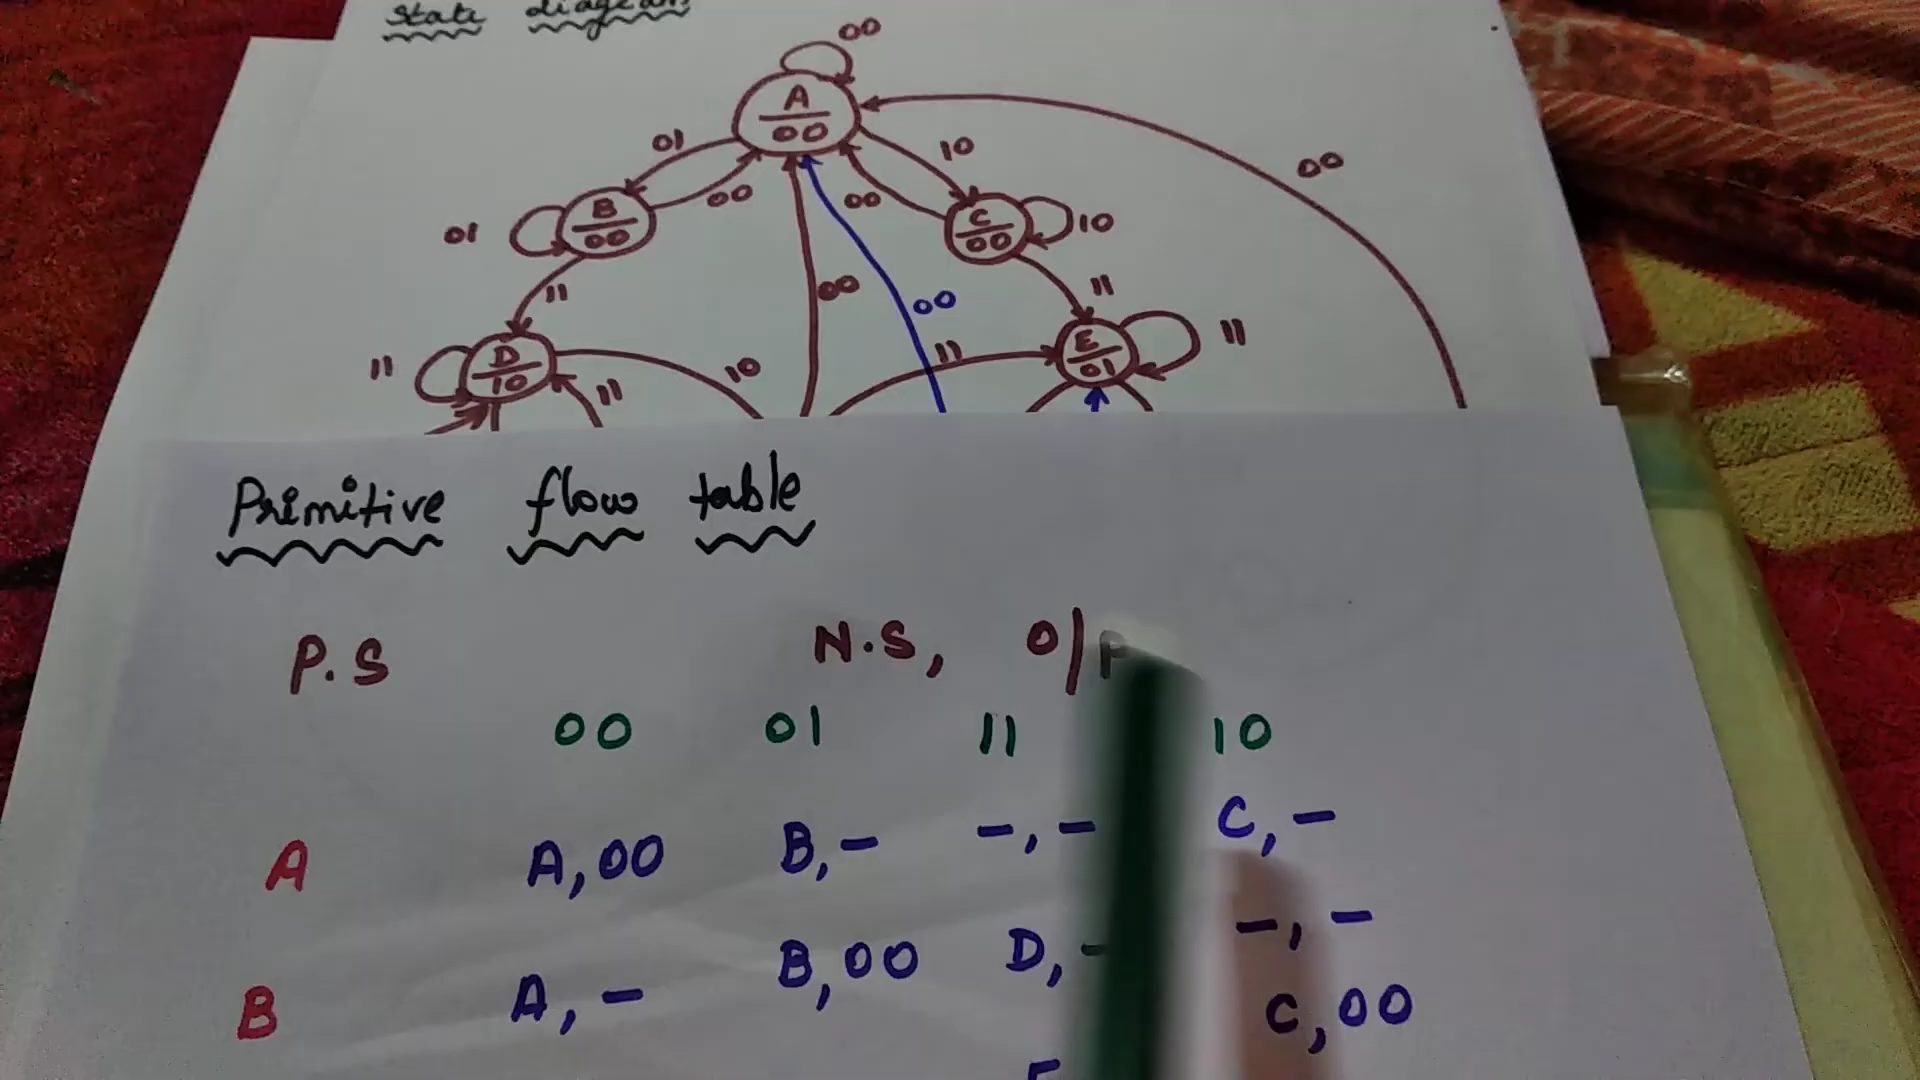 state diagram
00
A
00
01
10
00
00
00
B
00
01
C
00
10
11
00
00
11
D
10
11
10
11
11
E
01
11
Primitive flow table
P.S N.S, O/P
00 01 11 10
A A,00 B,- -,- C,-
B A,- B,00 D,- -,-
C,00